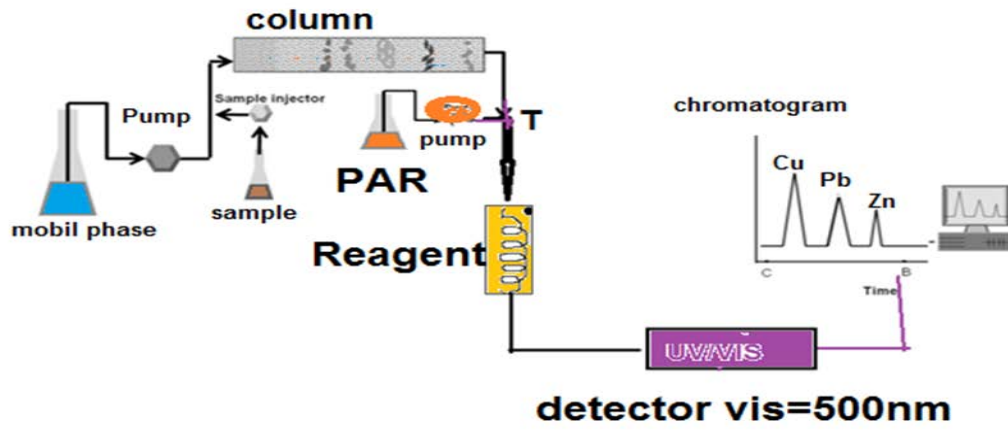 column
Pump
Sample injector
T
pump
PAR
sample
mobil phase
Reagent
chromatogram
Cu
Pb
Zn
C
B
Time
UV/VIS
detector vis=500nm